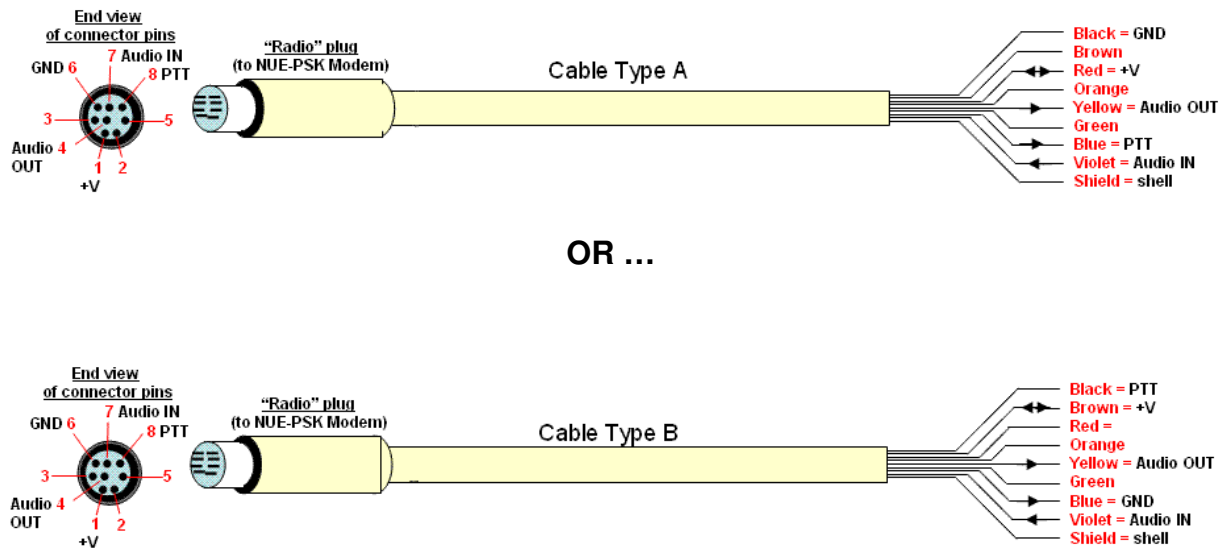 End view
of connector pins
7 Audio IN
GND 6
8 PTT
3
5
Audio 4
OUT
1
2
+V
“Radio” plug
(to NUE-PSK Modem)
Cable Type A
Black = GND
Brown
Red = +V
Orange
Yellow = Audio OUT
Green
Blue = PTT
Violet = Audio IN
Shield = shell
OR …
End view
of connector pins
7 Audio IN
GND 6
8 PTT
3
5
Audio 4
OUT
1
2
+V
“Radio” plug
(to NUE-PSK Modem)
Cable Type B
Black = PTT
Brown = +V
Red =
Orange
Yellow = Audio OUT
Green
Blue = GND
Violet = Audio IN
Shield = shell